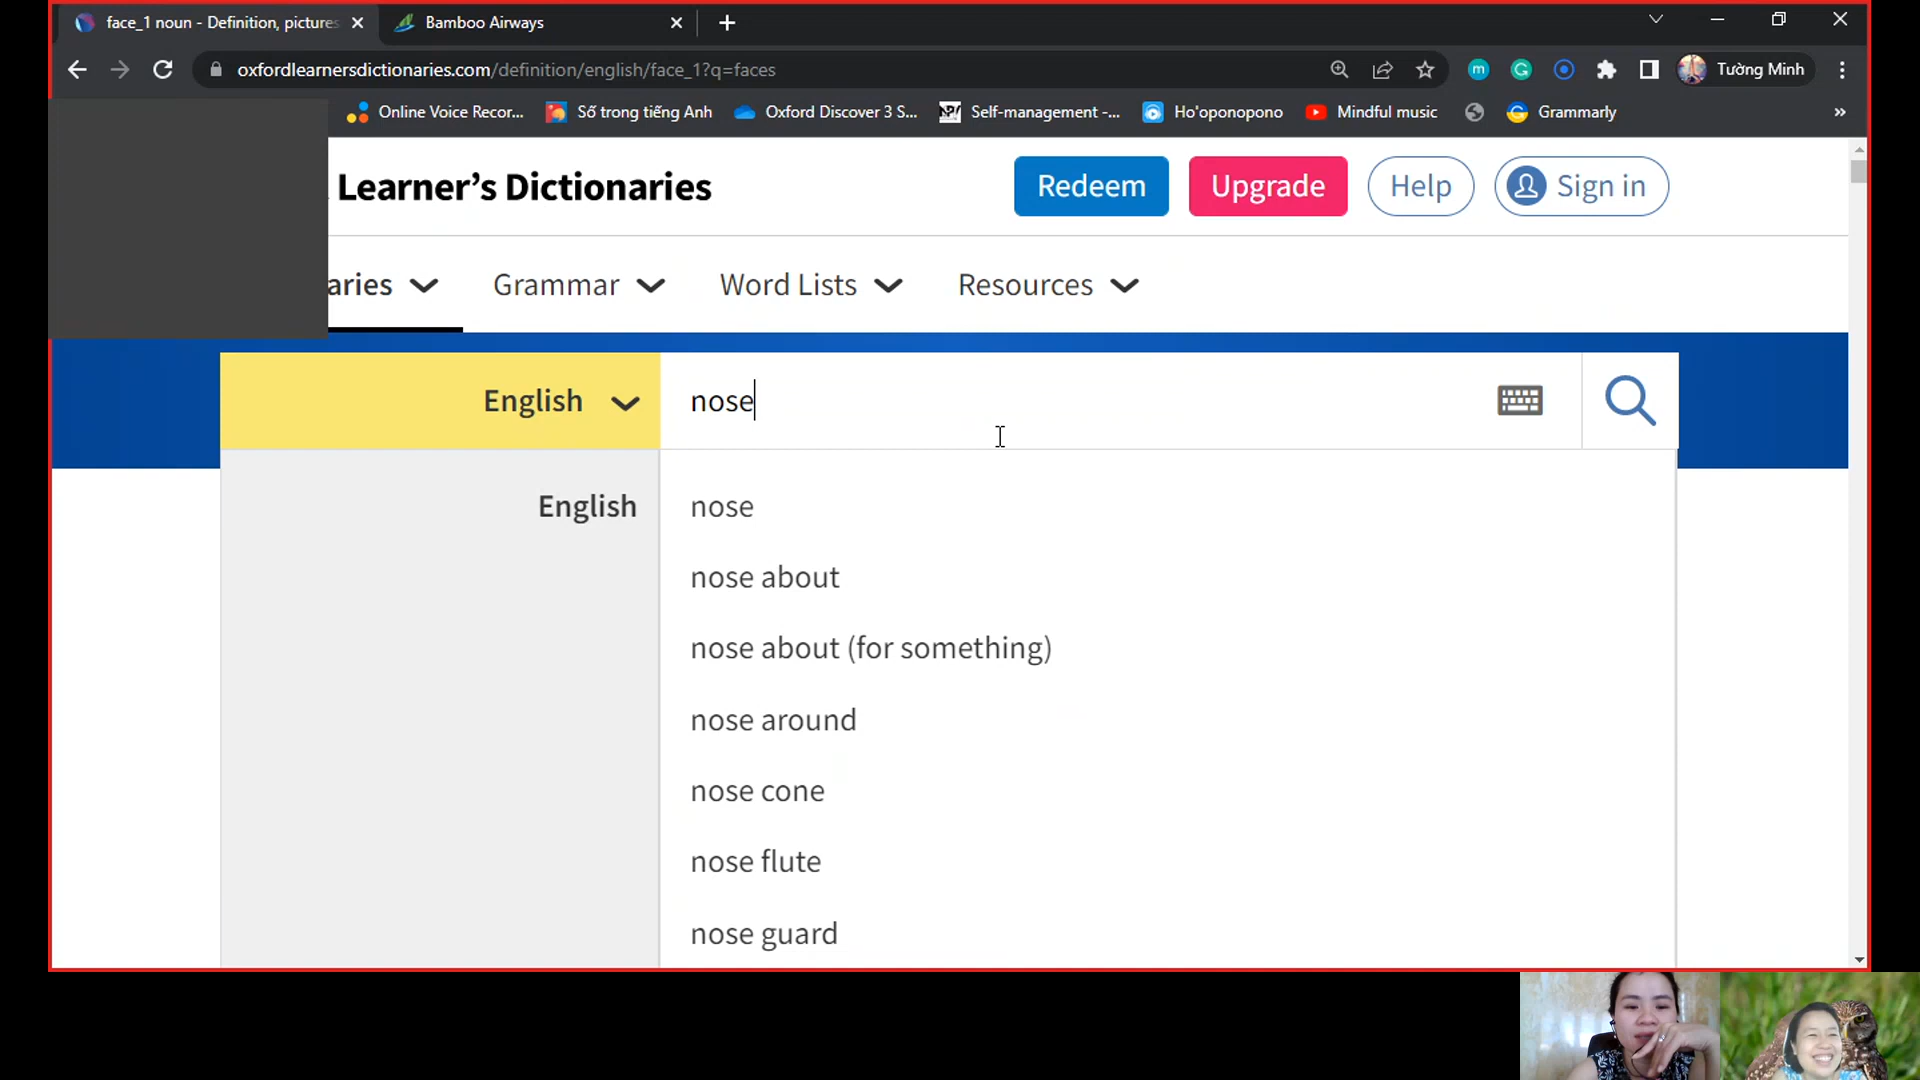 face_1 noun - Definition, pictures
Bamboo Airways
oxfordlearnersdictionaries.com/definition/english/face_1?q=faces
Tường Minh
Online Voice Recor...
Số trong tiếng Anh
Oxford Discover 3 S...
Self-management -...
Ho'oponopono
Mindful music
Grammarly
Learner's Dictionaries
Redeem
Upgrade
Help
Sign in
aries
Grammar
Word Lists
Resources
English
nose
English
nose
nose about
nose about (for something)
nose around
nose cone
nose flute
nose guard